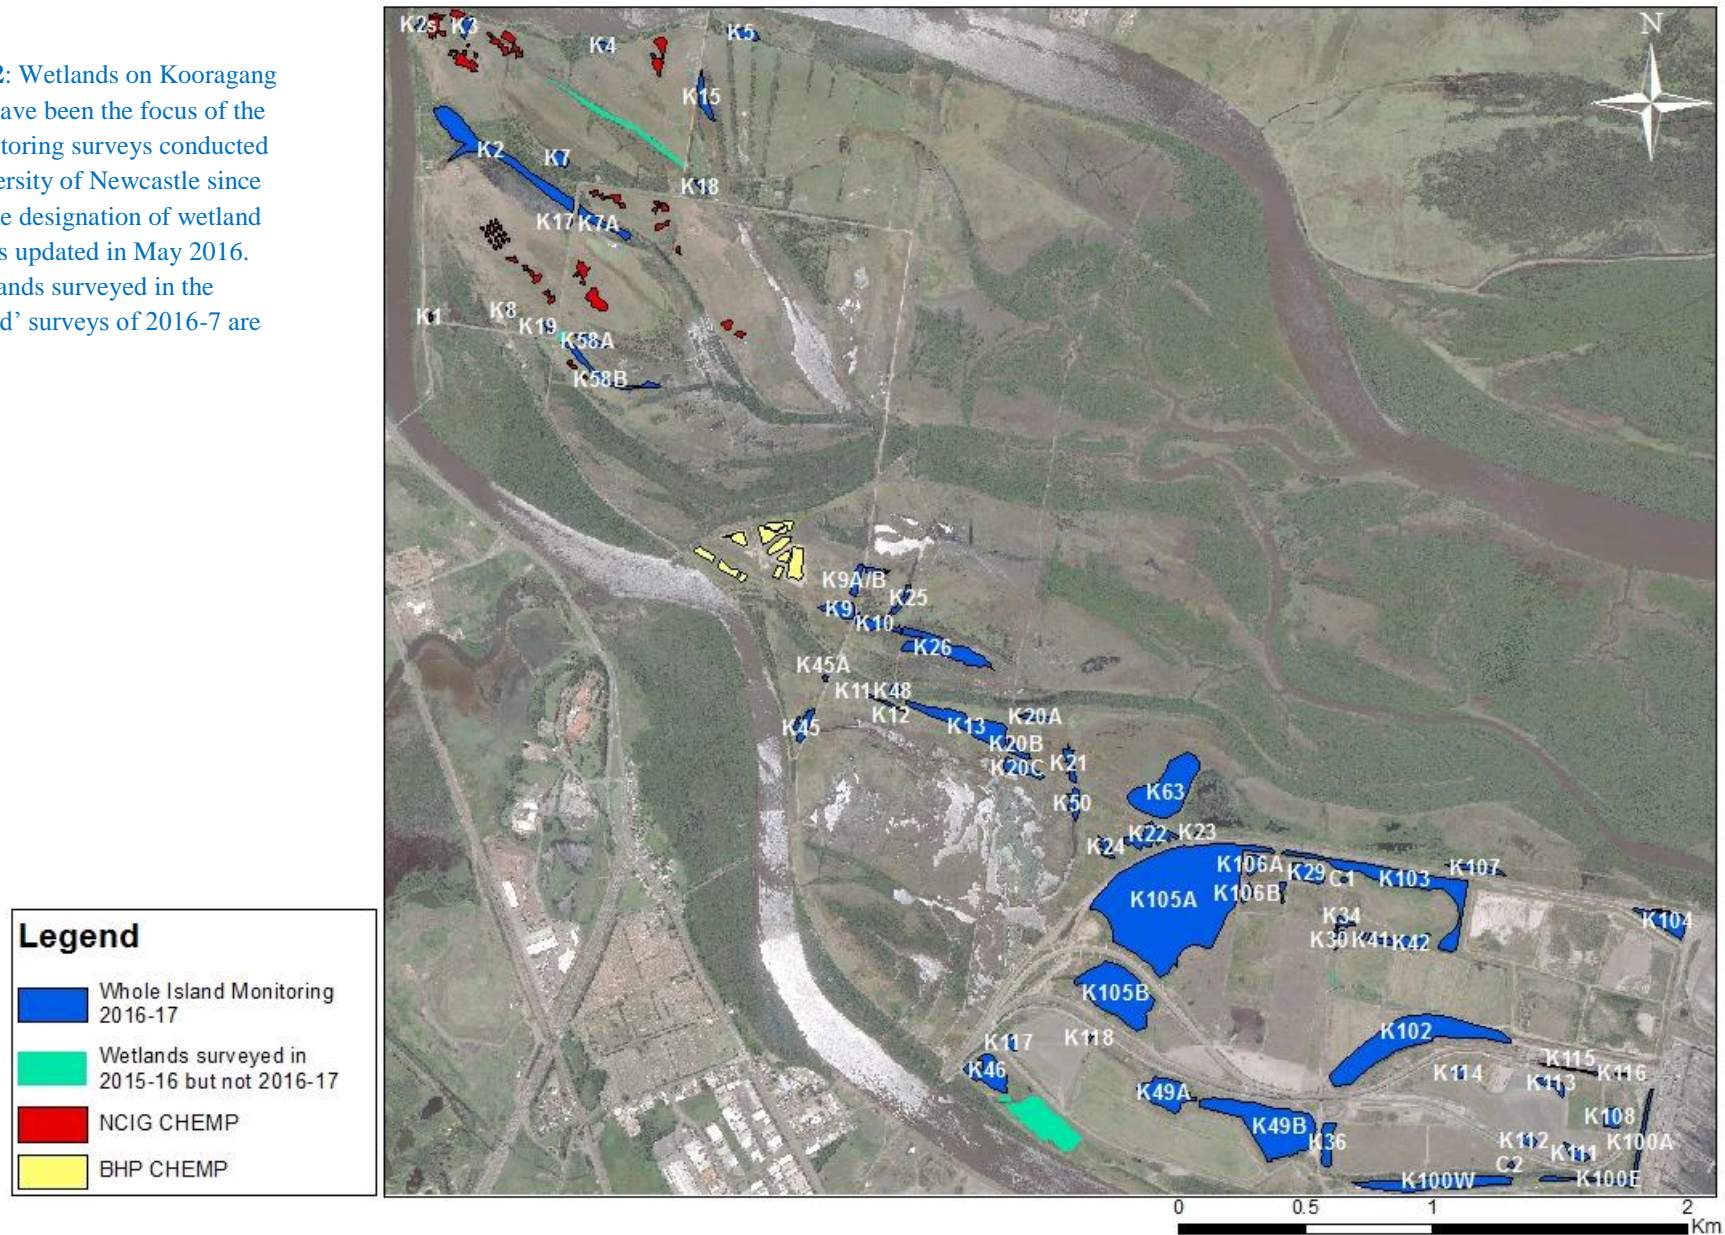 2: Wetlands on Kooragang
ave been the focus of the
toring surveys conducted
ersity of Newcastle since
e designation of wetland
s updated in May 2016.
ands surveyed in the
d’ surveys of 2016-7 are
N
K2s
K3
K4
K5
K15
K2
K7
K18
K17
K7A
K1
K8
K19
K58A
K58B
K9A/B
K25
K9
K10
K26
K45A
K11
K48
K12
K45
K13
K20A
K20B
K20C
K21
K50
K63
K24
K22
K23
K106A
K29
C1
K103
K107
K105A
K106B
K34
K30
K41
K42
K104
K105B
K118
K117
K46
K102
K114
K115
K116
K113
K108
K49A
K49B
K36
K112
K100A
K111
C2
K100W
K100E
Legend
Whole Island Monitoring
2016-17
Wetlands surveyed in
2015-16 but not 2016-17
NCIG CHEMP
BHP CHEMP
0 0.5 1 2
Km